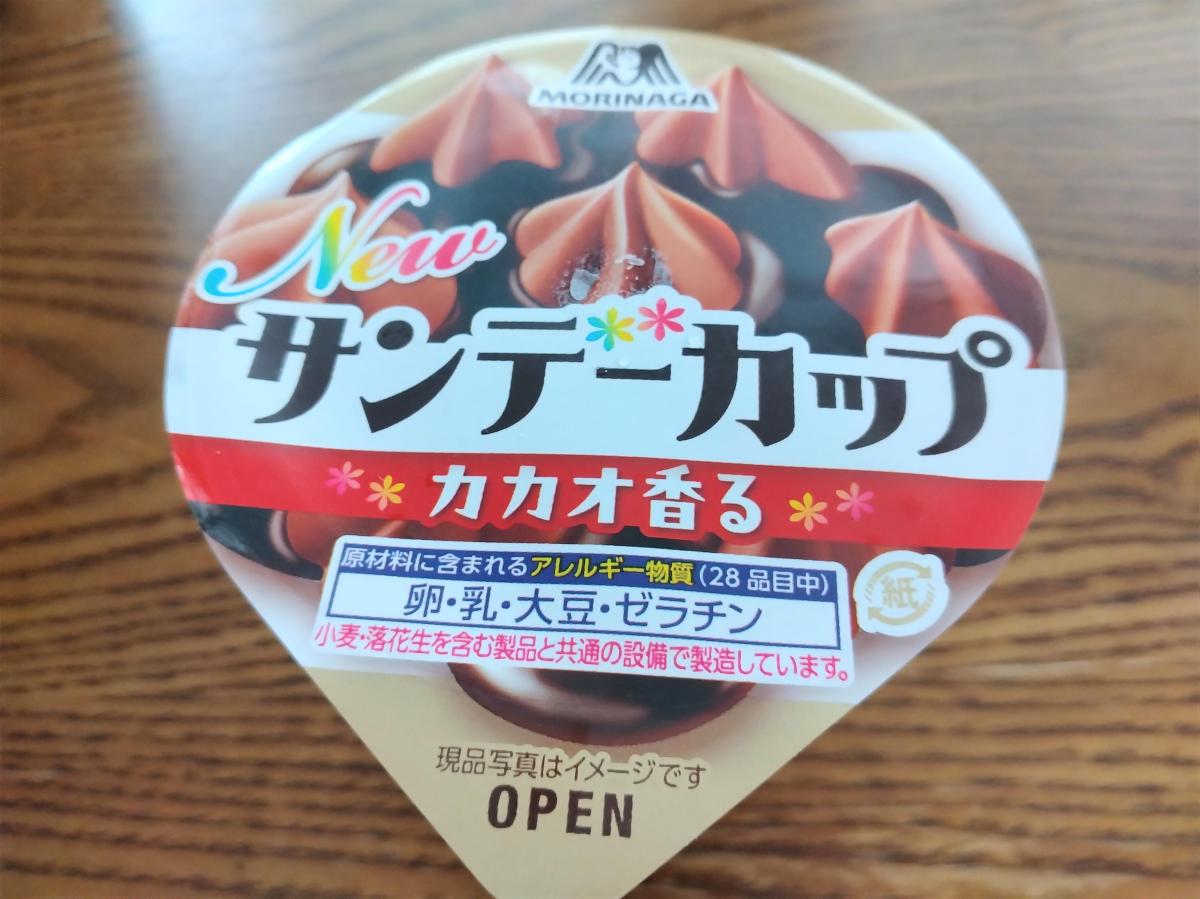 MORINAGA
New
サンデーカップ
カカオ香る
原材料に含まれるアレルギー物質(28品目中)
卵・乳・大豆・ゼラチン
小麦・落花生を含む製品と共通の設備で製造しています。
紙
現品写真はイメージです
OPEN